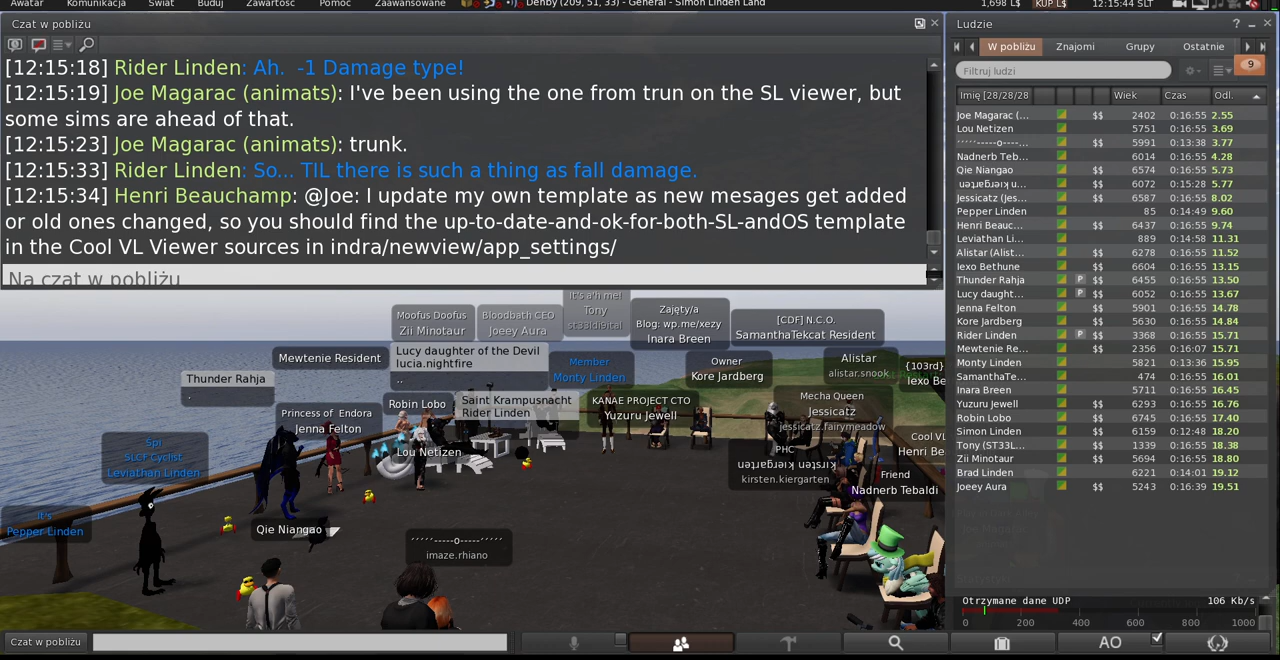 Awatar Komunikacja Świat Buduj Zawartość Pomoc Zaawansowane Denby (209, 51, 33) - General - Simon Linden Land 1,698 L$ KUP L$ 12:15:44 SLT
Czat w pobliżu
[12:15:18] Rider Linden: Ah. -1 Damage type!
[12:15:19] Joe Magarac (animats): I've been using the one from trun on the SL viewer, but
some sims are ahead of that.
[12:15:23] Joe Magarac (animats): trunk.
[12:15:33] Rider Linden: So... TIL there is such a thing as fall damage.
[12:15:34] Henri Beauchamp: @Joe: I update my own template as new mesages get added
or old ones changed, so you should find the up-to-date-and-ok-for-both-SL-andOS template
in the Cool VL Viewer sources in indra/newview/app_settings/
Na czat w pobliżu
It's a'h me!
Tony
st33ldi9ital
Moofus Doofus
Zii Minotaur
Bloodbath CEO
Joeey Aura
Zajęty/a
Blog: wp.me/xezy
Inara Breen
[CDF] N.C.O.
SamanthaTekcat Resident
Mewtenie Resident
Lucy daughter of the Devil
lucia.nightfire
..
Member
Monty Linden
Owner
Kore Jardberg
Alistar
alistar.snook
{103rd}
Iexo Be
Thunder Rahja
.
Princess of Endora
Jenna Felton
Robin Lobo
Saint Krampusnacht
Rider Linden
KANAE PROJECT CTO
Yuzuru Jewell
Mecha Queen
Jessicatz
jessicatz.fairymeadow
Spi
SLCF Cyclist
Leviathan Linden
Lou Netizen
PHC
kirsten.kiergarten
Cool VL
Henri Be
Friend
Nadnerb Tebaldi
It's
Pepper Linden
Qie Niangao
´´´´´-----o-----´´´´´
imaze.rhiano
Czat w pobliżu
AO
Ludzie
? _ ×
W pobliżu Znajomi Grupy Ostatnie
Filtruj ludzi
9
Imię [28/28/28 Wiek Czas Odl.
Joe Magarac (... $$ 2402 0:16:55 2.55
Lou Netizen 5751 0:16:55 3.69
´´´´´-----o----... $$ 5991 0:13:38 3.77
Nadnerb Teb... 6014 0:16:55 4.28
Qie Niangao $$ 6574 0:16:55 5.73
$$ 6072 0:15:28 5.77
Jessicatz (Jes... $$ 6587 0:16:55 8.02
Pepper Linden 85 0:14:49 9.60
Henri Beauc... $$ 6437 0:16:55 9.74
Leviathan Li... 889 0:14:58 11.31
Alistar (Alist... $$ 6278 0:16:55 11.52
Iexo Bethune 6604 0:16:55 13.15
Thunder Rahja P $$ 6455 0:16:55 13.50
Lucy daught... P $$ 6052 0:16:55 13.67
Jenna Felton $$ 5901 0:16:55 14.78
Kore Jardberg $$ 5630 0:16:55 14.84
Rider Linden P $$ 3368 0:16:55 15.71
Mewtenie Re... $$ 2356 0:16:07 15.71
Monty Linden 5821 0:13:36 15.95
SamanthaTe... $$ 474 0:16:55 16.01
Inara Breen 5711 0:16:55 16.45
Yuzuru Jewell $$ 6293 0:16:55 16.76
Robin Lobo $$ 6745 0:16:55 17.40
Simon Linden 6159 0:12:48 18.20
Tony (ST33L... $$ 1339 0:16:55 18.38
Zii Minotaur $$ 5694 0:16:55 18.80
Brad Linden 6221 0:14:01 19.12
Joeey Aura $$ 5243 0:16:39 19.51
Otrzymane dane UDP 106 Kb/s
0 200 400 600 800 1000